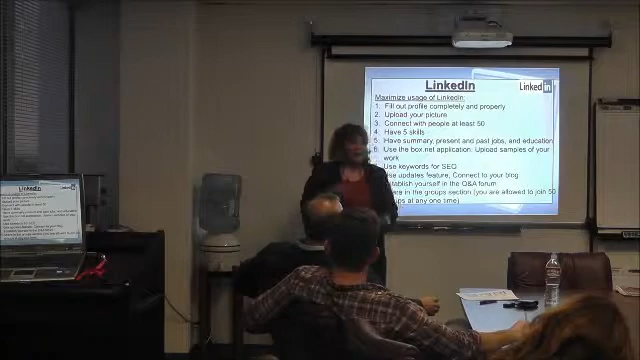 LinkedIn
Linked in
Maximize usage of LinkedIn:
1. Fill out profile completely and properly
2. Upload your picture
3. Connect with people at least 50
4. Have 5 skills
5. Have summary, present and past jobs, and education
6. Use the box.net application. Upload samples of your
work
Use keywords for SEO
Use updates feature, Connect to your blog
Establish yourself in the Q&A forum
in the groups section (you are allowed to join 50
at any one time)
LinkedIn